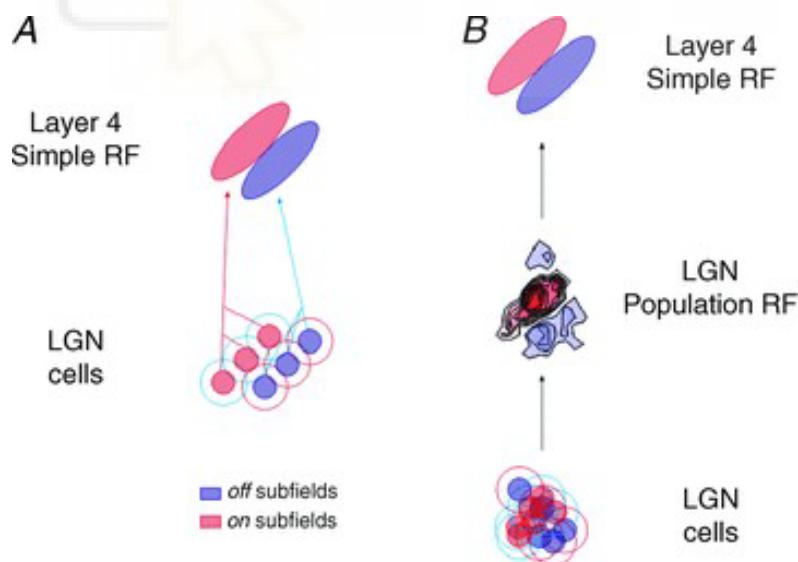 A
Layer 4
Simple RF
LGN
cells
off subfields
on subfields
B
Layer 4
Simple RF
LGN
Population RF
LGN
cells